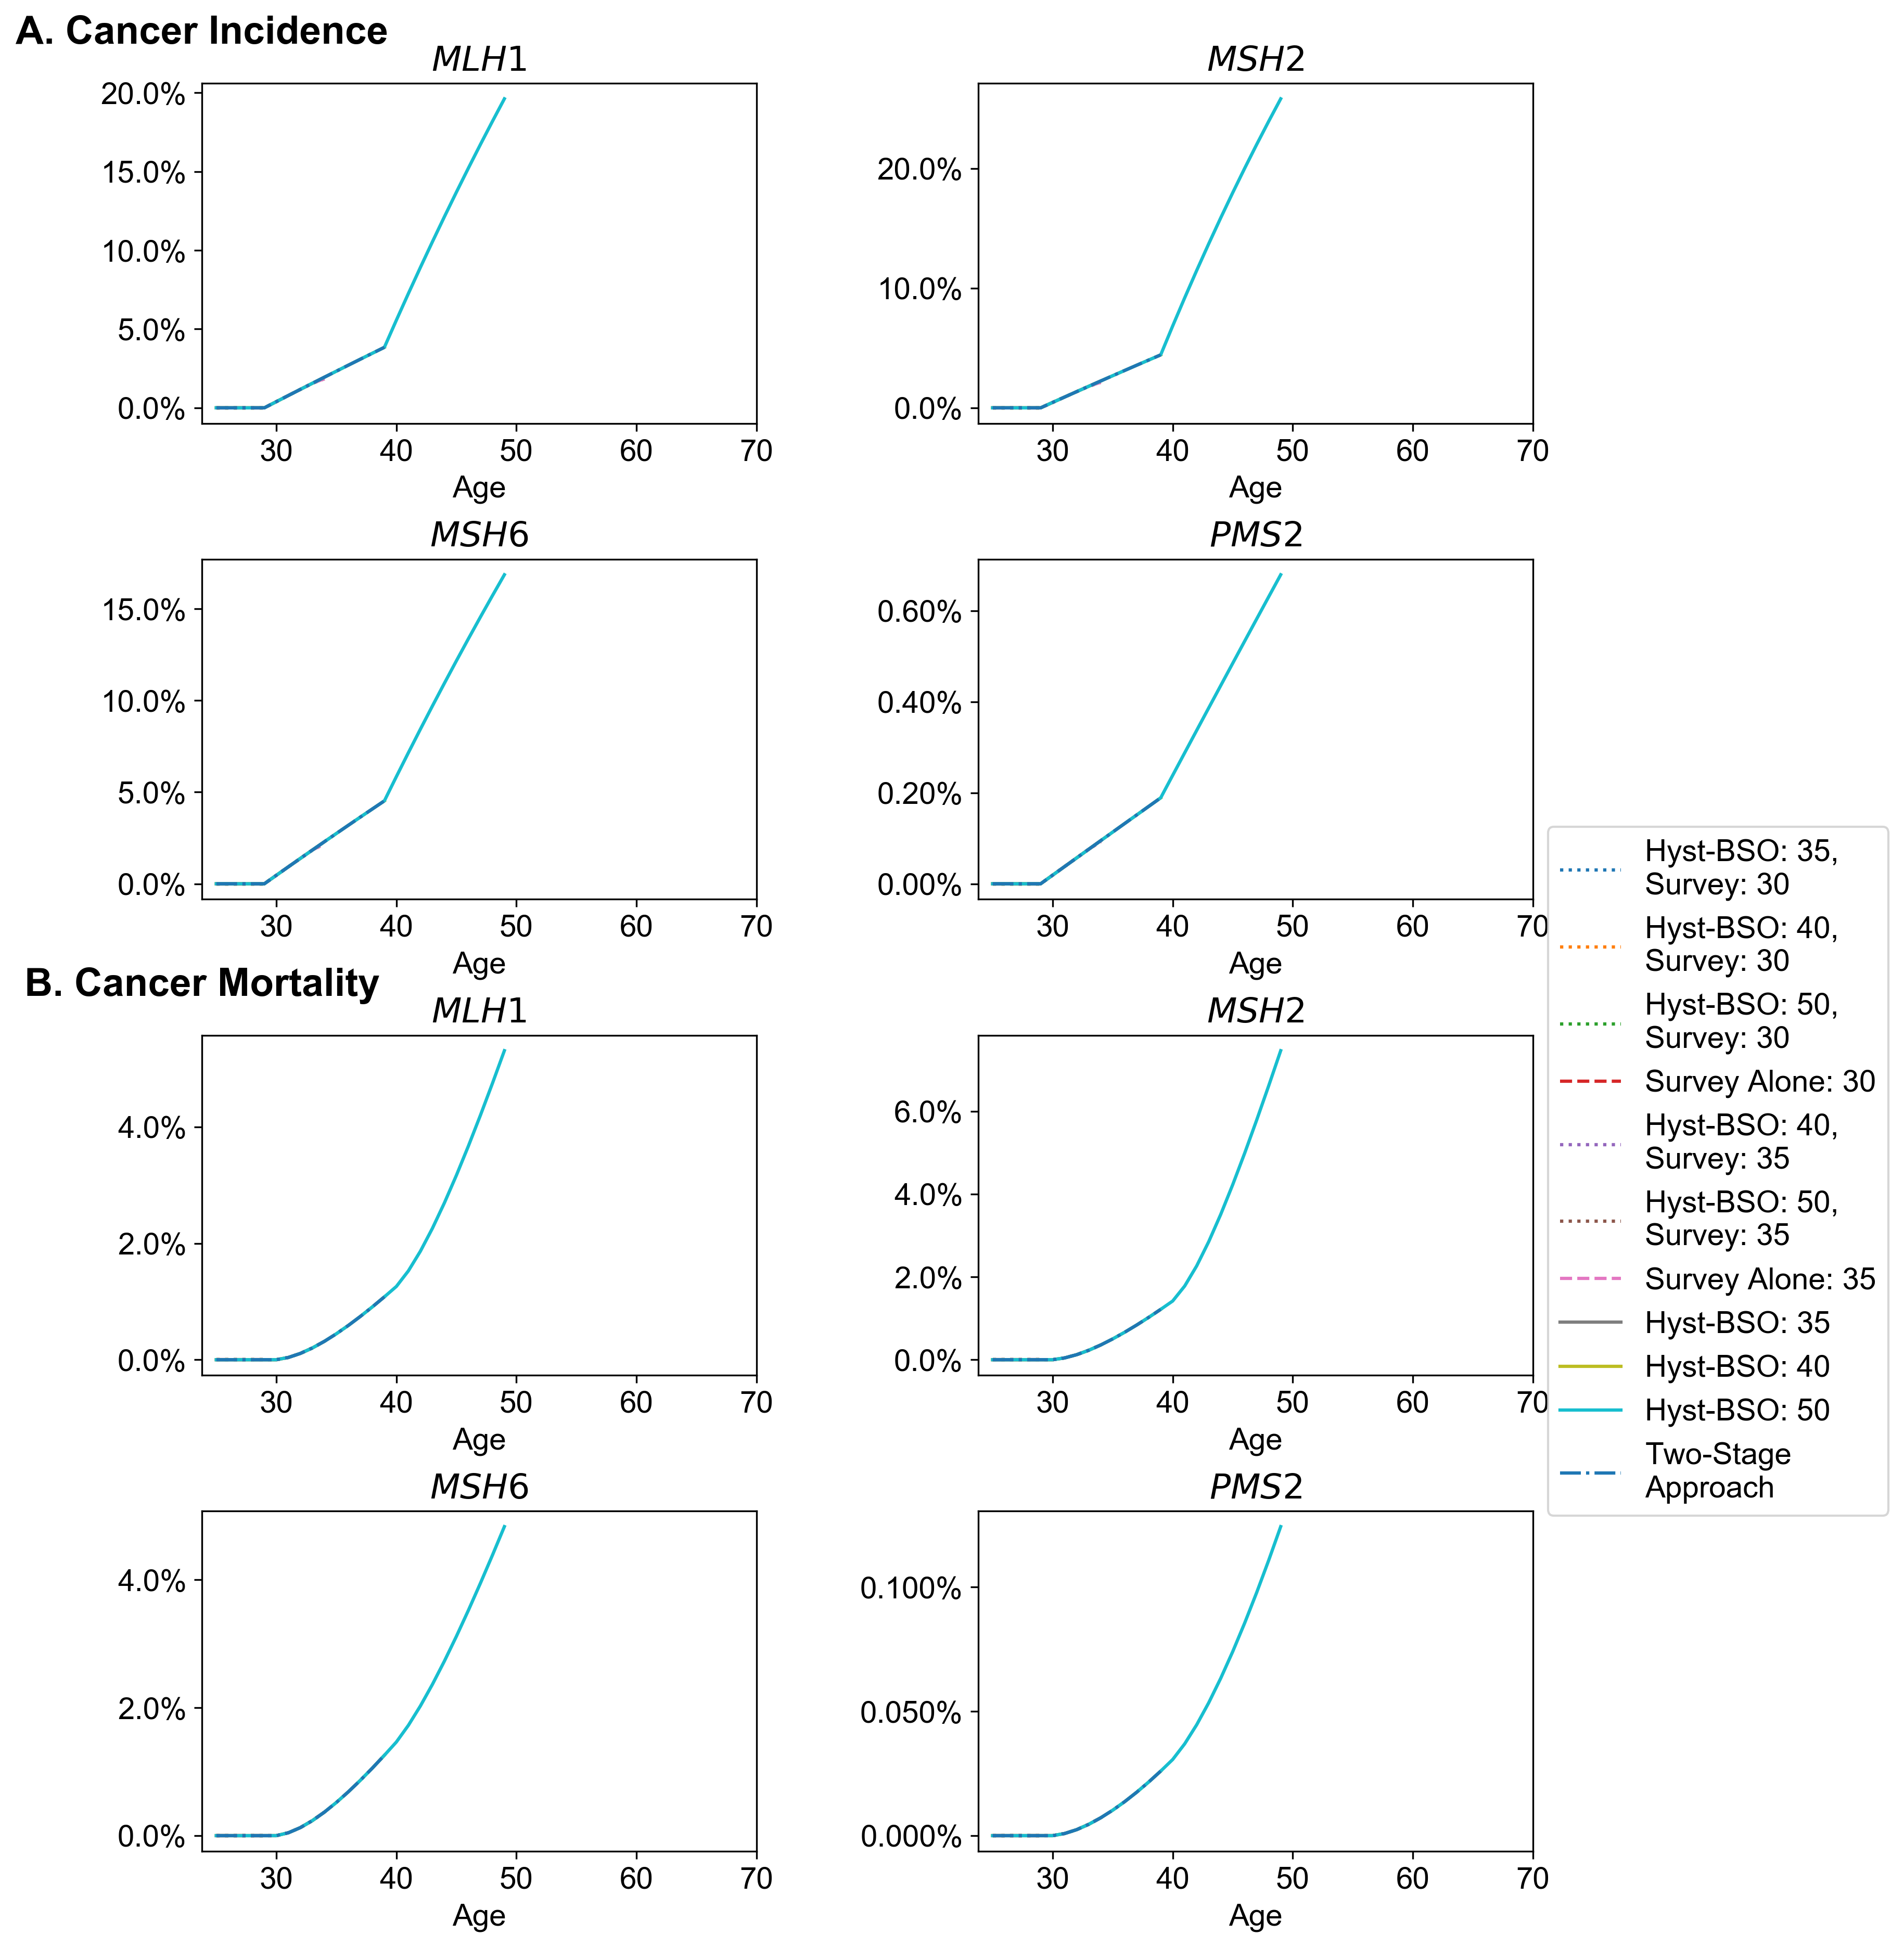 A. Cancer Incidence
MLH1
20.0%
15.0%
10.0%
5.0%
0.0%
30 40 50 60 70
Age
MSH2
20.0%
10.0%
0.0%
30 40 50 60 70
Age
MSH6
15.0%
10.0%
5.0%
0.0%
30 40 50 60 70
Age
PMS2
0.60%
0.40%
0.20%
0.00%
30 40 50 60 70
Age
B. Cancer Mortality
MLH1
4.0%
2.0%
0.0%
30 40 50 60 70
Age
MSH2
6.0%
4.0%
2.0%
0.0%
30 40 50 60 70
Age
MSH6
4.0%
2.0%
0.0%
30 40 50 60 70
Age
PMS2
0.100%
0.050%
0.000%
30 40 50 60 70
Age
Hyst-BSO: 35,
Survey: 30
Hyst-BSO: 40,
Survey: 30
Hyst-BSO: 50,
Survey: 30
Survey Alone: 30
Hyst-BSO: 40,
Survey: 35
Hyst-BSO: 50,
Survey: 35
Survey Alone: 35
Hyst-BSO: 35
Hyst-BSO: 40
Hyst-BSO: 50
Two-Stage
Approach